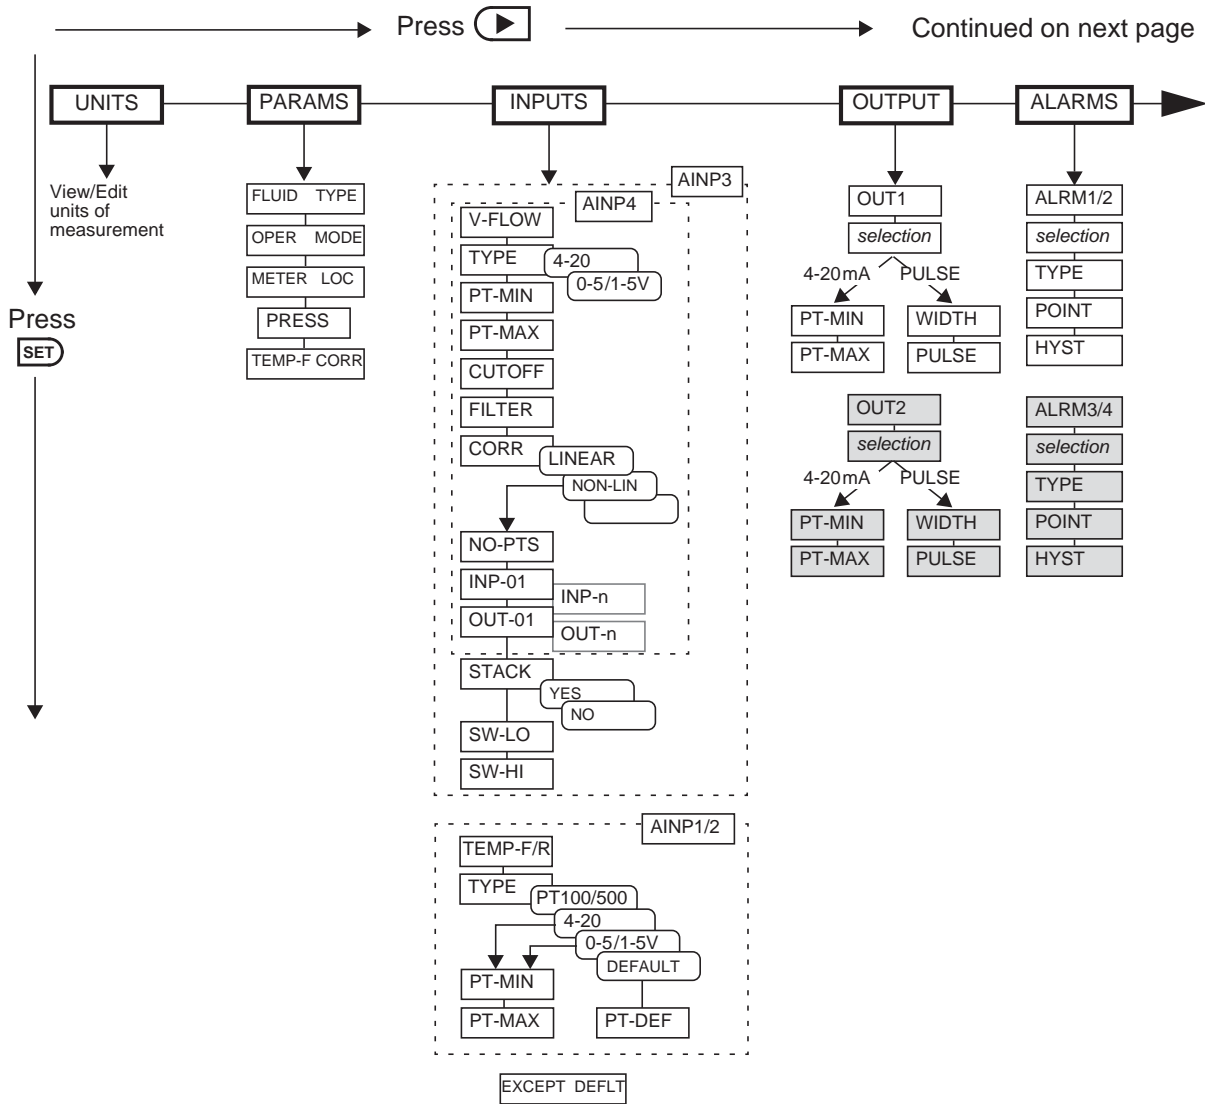 Press
Continued on next page
UNITS
PARAMS
INPUTS
OUTPUT
ALARMS
Press
SET
View/Edit
units of
measurement
FLUID TYPE
OPER MODE
METER LOC
PRESS
TEMP-F CORR
AINP3
AINP4
V-FLOW
TYPE
4-20
0-5/1-5V
PT-MIN
PT-MAX
CUTOFF
FILTER
CORR
LINEAR
NON-LIN
NO-PTS
INP-01
INP-n
OUT-01
OUT-n
STACK
YES
NO
SW-LO
SW-HI
AINP1/2
TEMP-F/R
TYPE
PT100/500
4-20
0-5/1-5V
DEFAULT
PT-MIN
PT-MAX
PT-DEF
EXCEPT DEFLT
OUT1
selection
4-20mA PULSE
PT-MIN WIDTH
PT-MAX PULSE
OUT2
selection
4-20mA PULSE
PT-MIN WIDTH
PT-MAX PULSE
ALRM1/2
selection
TYPE
POINT
HYST
ALRM3/4
selection
TYPE
POINT
HYST